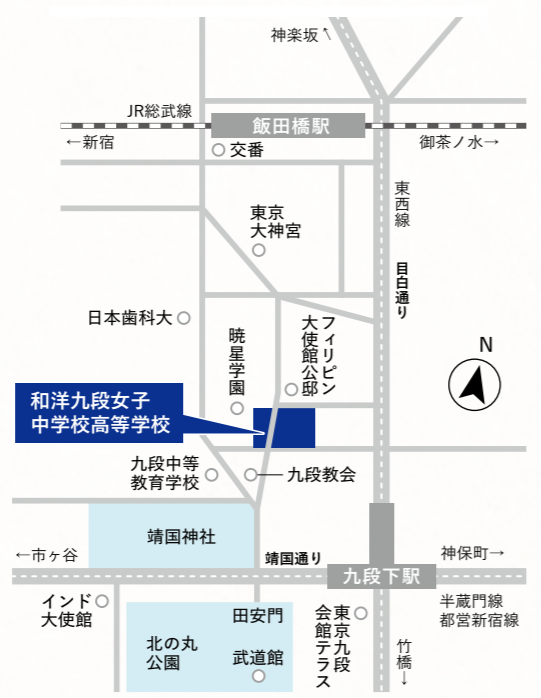 神楽坂↑
JR総武線
飯田橋駅
←新宿
交番
御茶ノ水→
東京
大神宮
東西線
目白通り
日本歯科大
暁星学園
フィリピン
大使館公邸
N
和洋九段女子
中学校高等学校
九段中等
教育学校
九段教会
靖国神社
靖国通り
←市ヶ谷
神保町→
九段下駅
インド
大使館
田安門
北の丸
公園
武道館
東京九段
会館テラス
半蔵門線
都営新宿線
竹橋→